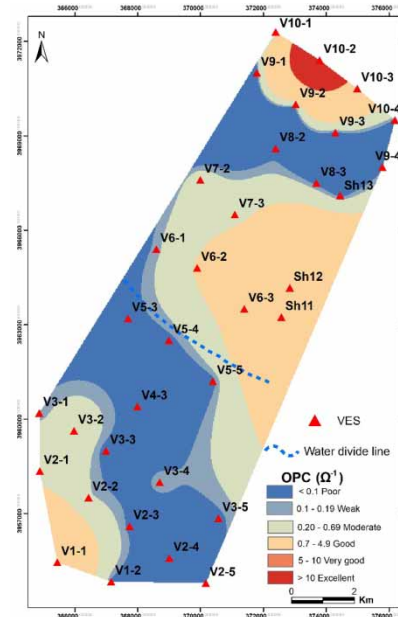 V10-1
V10-2
V9-1
V10-3
V9-2
V10-4
V9-3
V8-2
V9-4
V7-2
V8-3
Sh13
V7-3
V6-1
V6-2
Sh12
V6-3
Sh11
V5-3
V5-4
V5-5
V4-3
V3-1
V3-2
V3-3
V2-1
V3-4
V2-2
V3-5
V2-3
V1-1
V2-4
V1-2
V2-5
N
VES
Water divide line
OPC (Ω⁻¹)
< 0.1 Poor
0.1 - 0.19 Weak
0.20 - 0.69 Moderate
0.7 - 4.9 Good
5 - 10 Very good
> 10 Excellent
0 1 2
Km
366000 368000 370000 372000 374000 376000
3966000
3960000
3957000